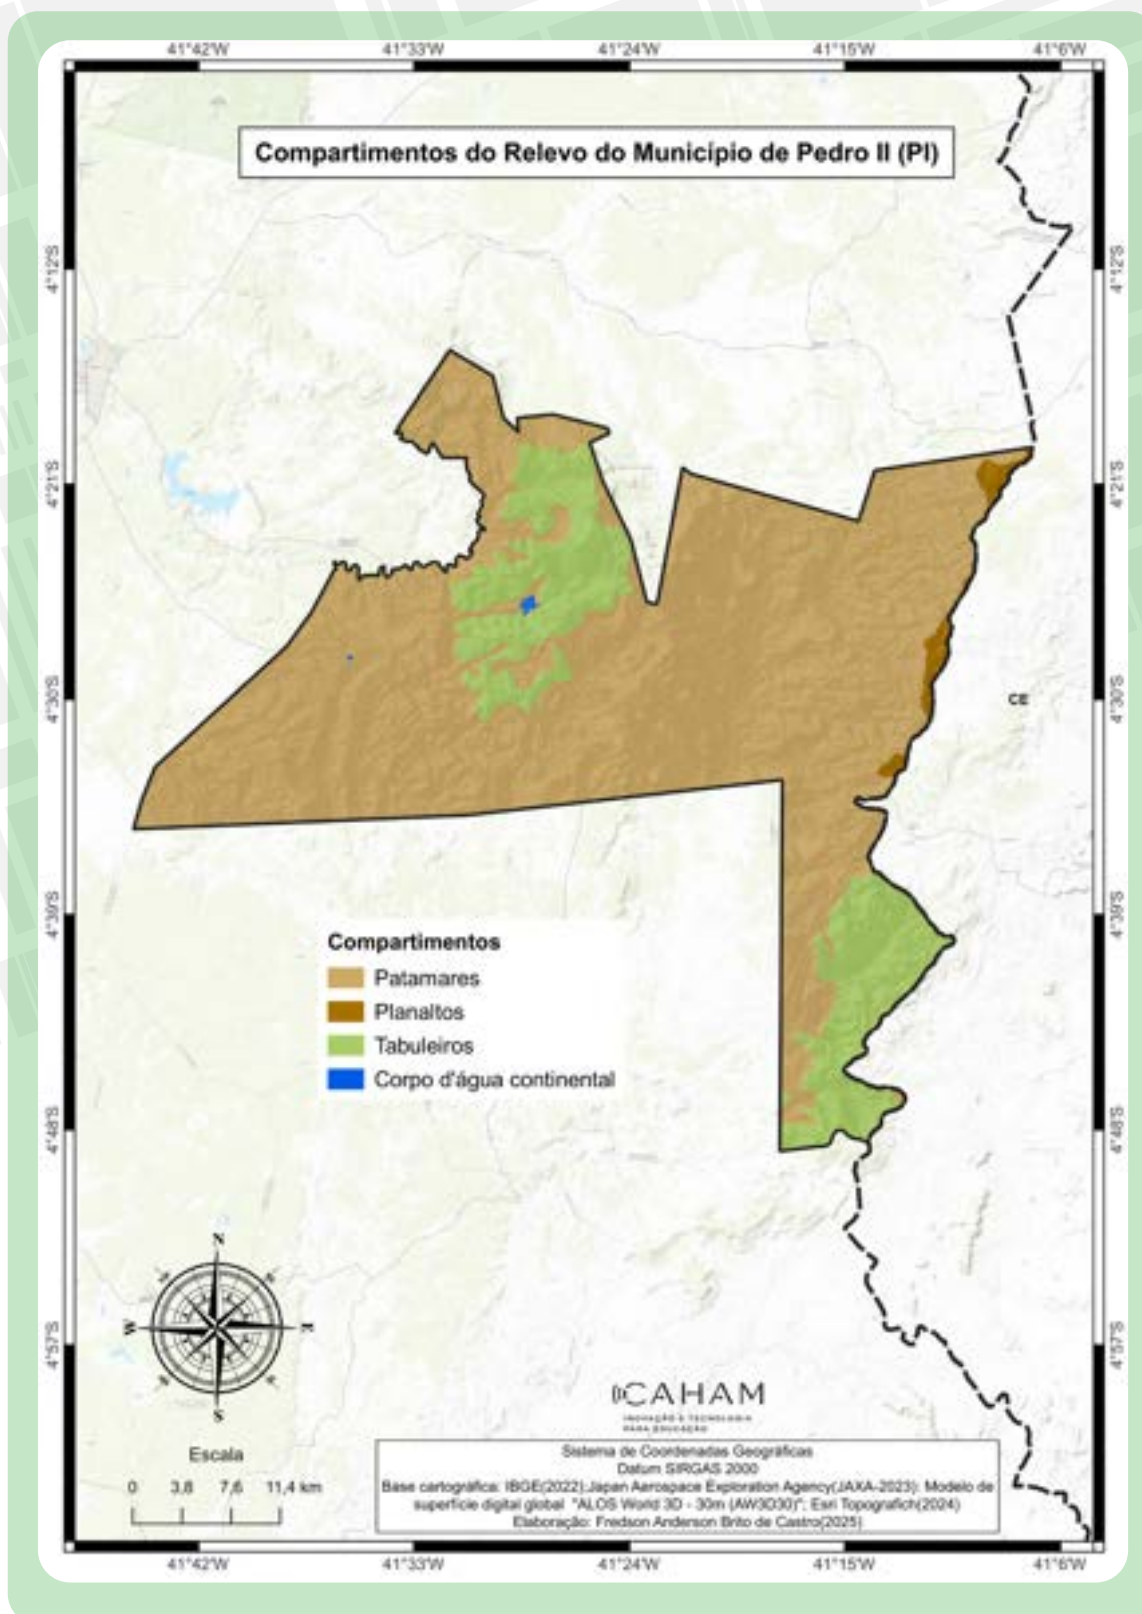 41°42'W 41°33'W 41°24'W 41°15'W 41°6'W
Compartimentos do Relevo do Município de Pedro II (PI)
4°12'S 4°12'S
4°21'S 4°21'S
4°30'S 4°30'S
CE
4°39'S 4°39'S
Compartimentos
Patamares
Planaltos
Tabuleiros
Corpo d'água continental
4°48'S 4°48'S
N
W E
S
4°57'S 4°57'S
CAHAM
INOVAÇÃO E TECNOLOGIA
PARA EDUCAÇÃO
Escala
0 3,8 7,6 11,4 km
Sistema de Coordenadas Geográficas
Datum SIRGAS 2000
Base cartográfica: IBGE(2022);Japan Aerospace Exploration Agency(JAXA-2023): Modelo de
superfície digital global "ALOS World 3D - 30m (AW3D30)"; Esri Topografich(2024)
Elaboração: Fredson Anderson Brito de Castro(2025)
41°42'W 41°33'W 41°24'W 41°15'W 41°6'W